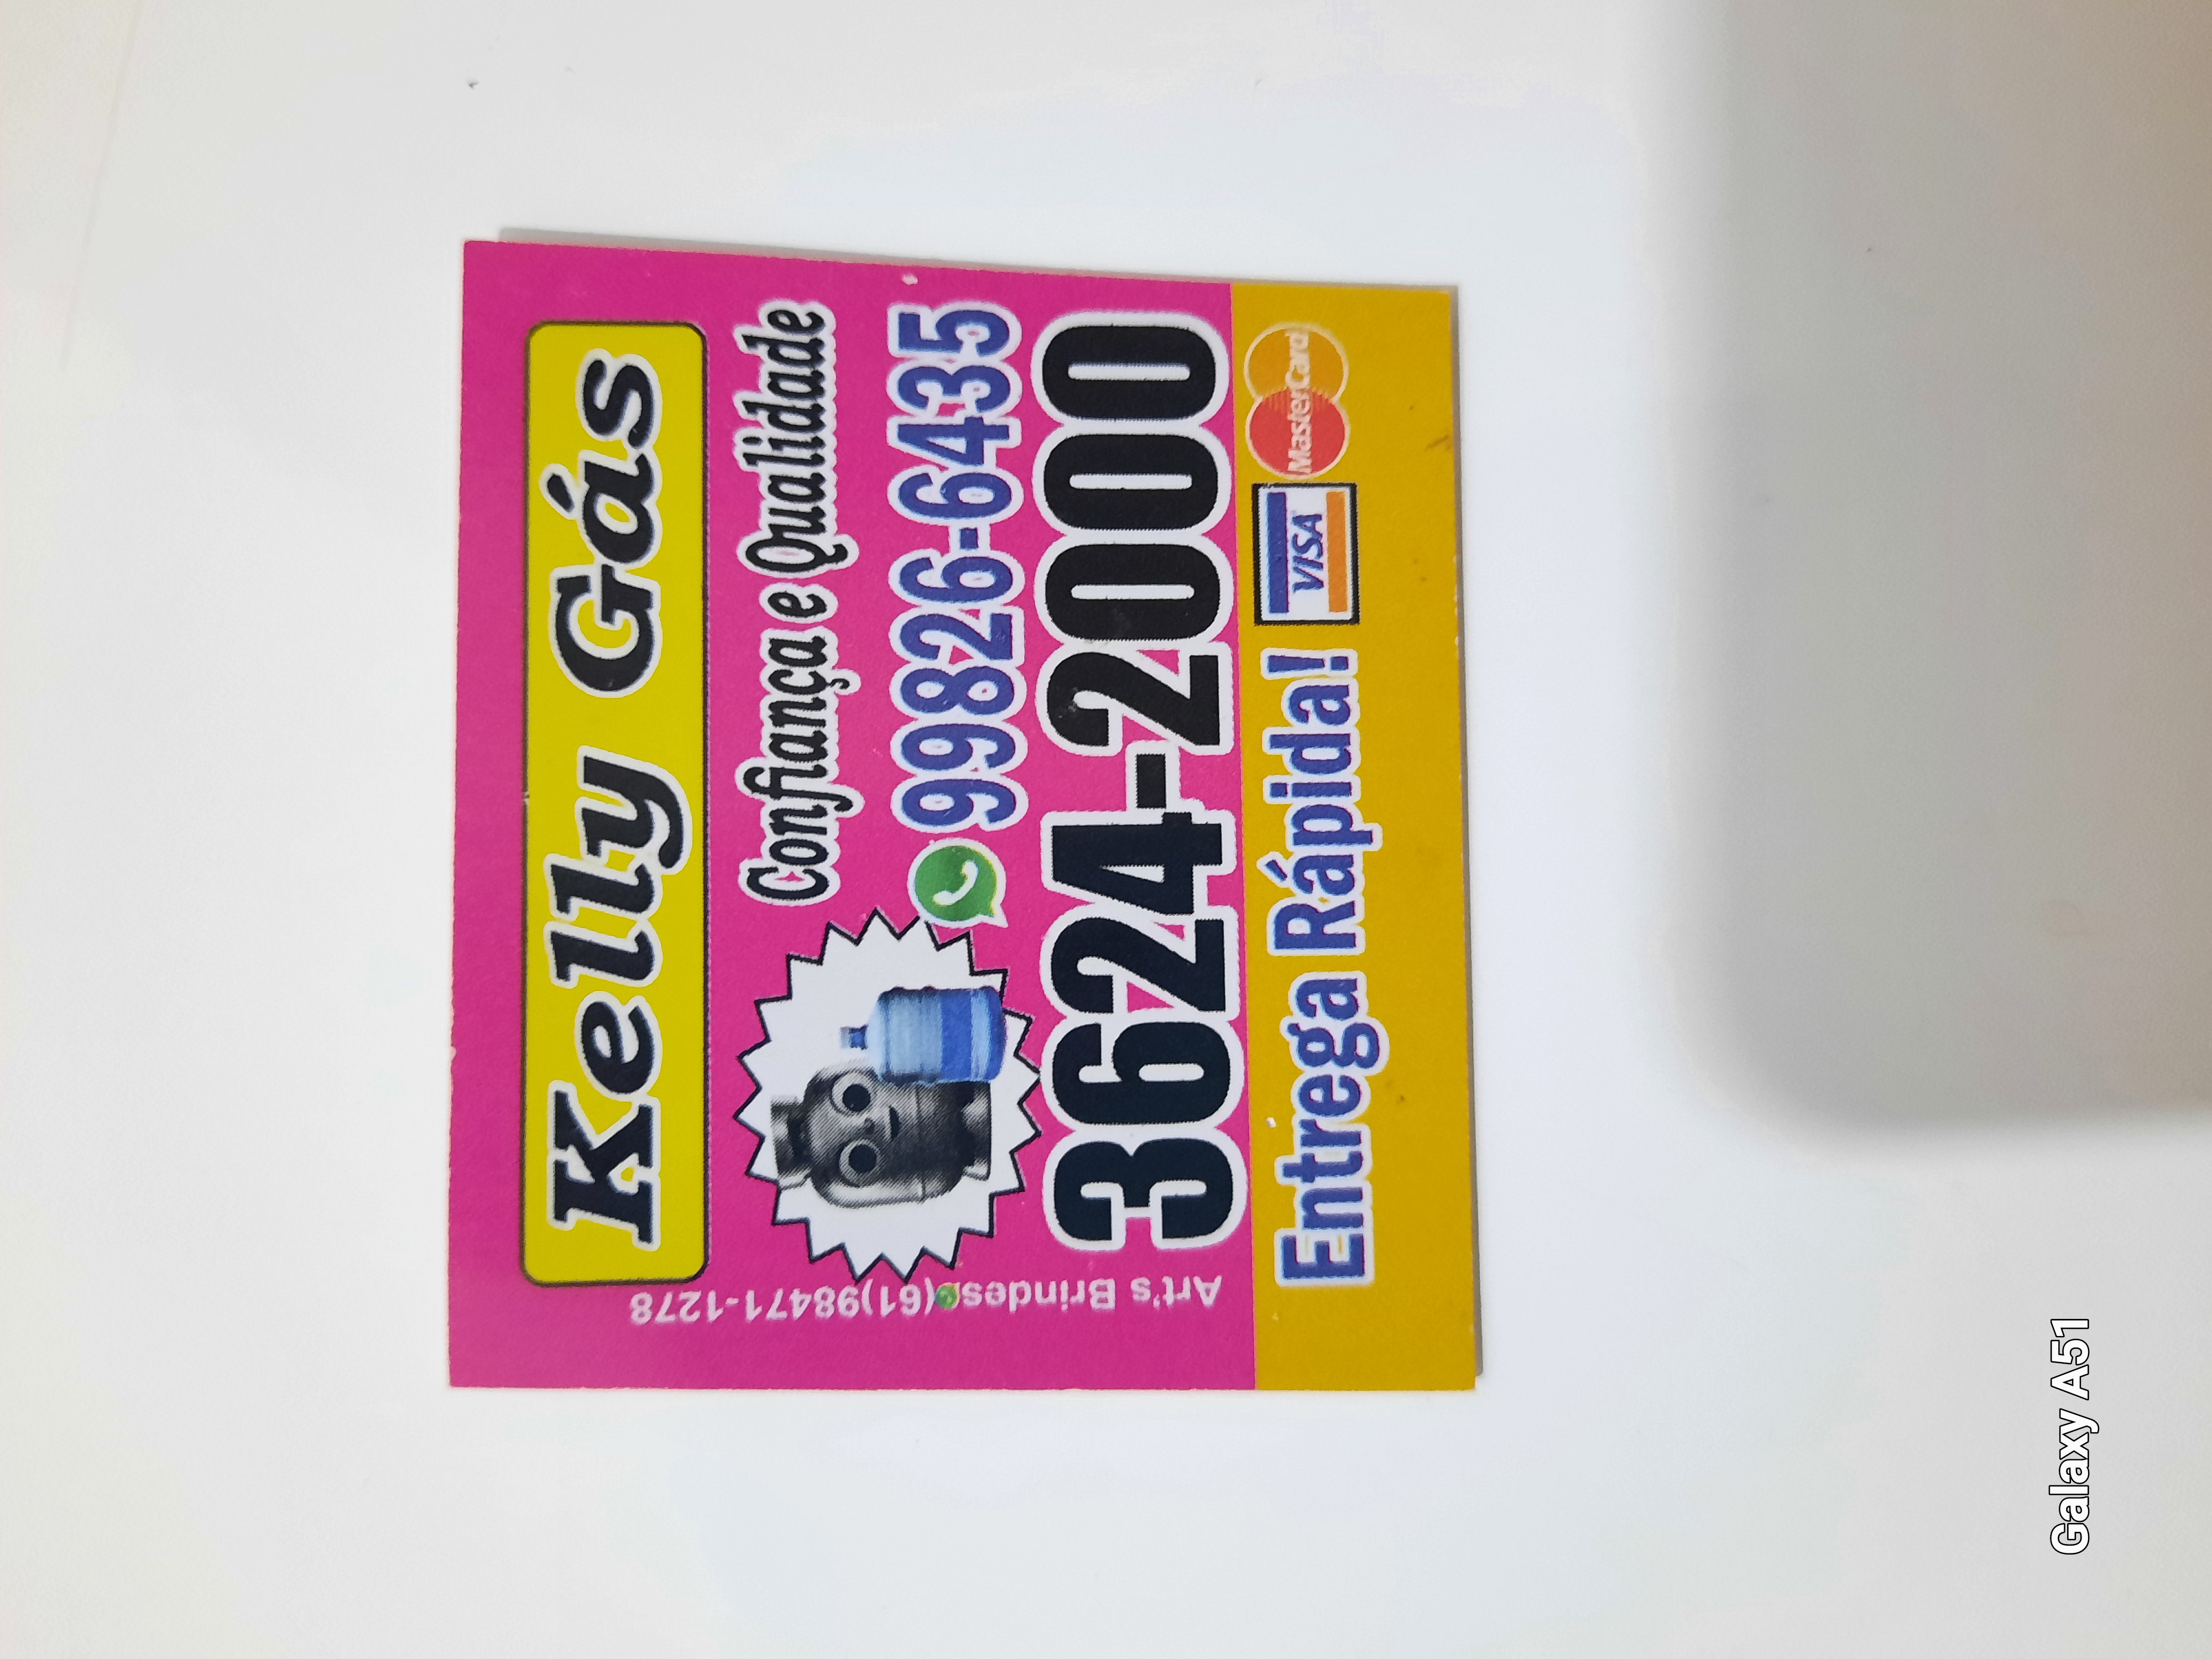 Kelly Gás
Confiança e Qualidade
99826-6435
3624-2000
Entrega Rápida!
VISA
MasterCard
Art's Brindes (61)98471-1278
Galaxy A51